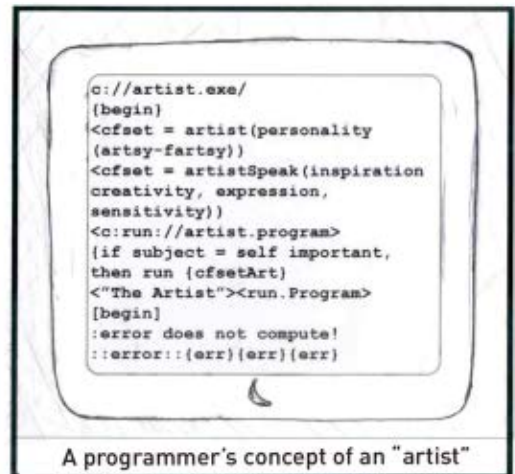 c://artist.exe/
{begin}
<cfset = artist(personality
(artsy-fartsy))
<cfset = artistSpeak(inspiration
creativity, expression,
sensitivity))
<c:run://artist.program>
{if subject = self important,
then run {cfsetArt}
<"The Artist"><run.Program>
[begin]
:error does not compute!
::error::{err}{err}{err}
A programmer's concept of an "artist"